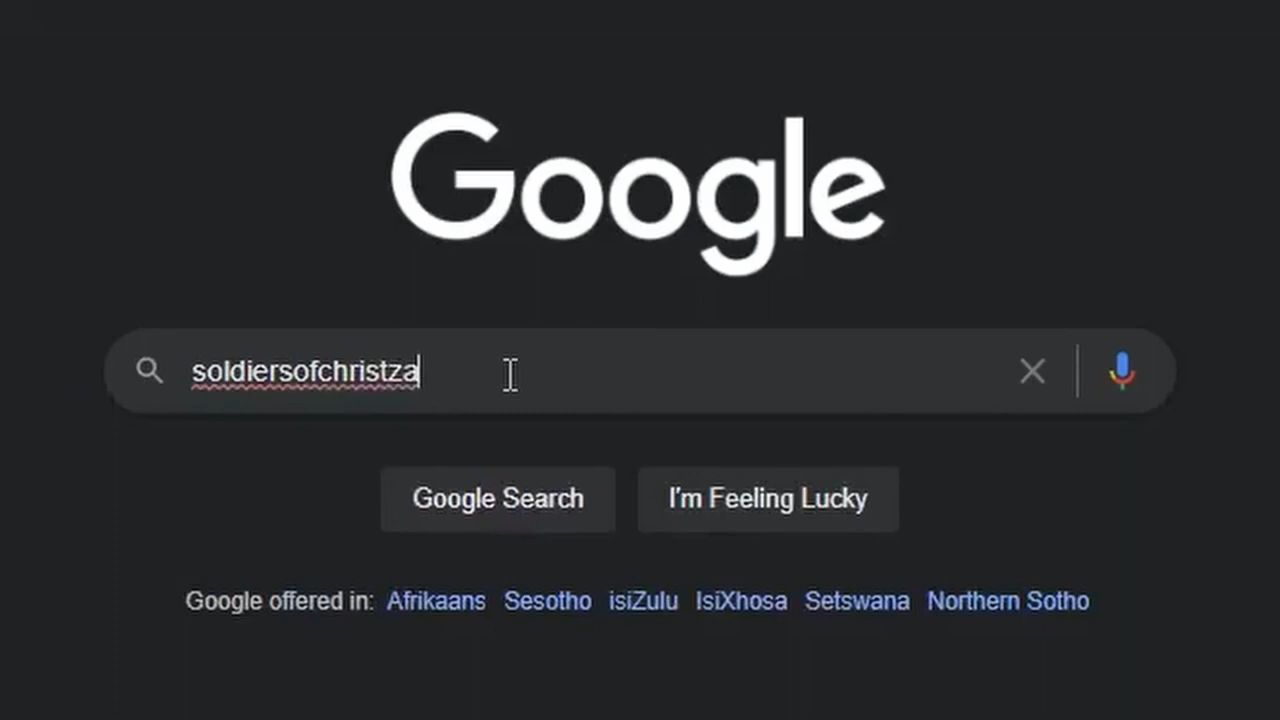 Google
soldiersofchristza
Google Search I'm Feeling Lucky
Google offered in: Afrikaans Sesotho isiZulu IsiXhosa Setswana Northern Sotho